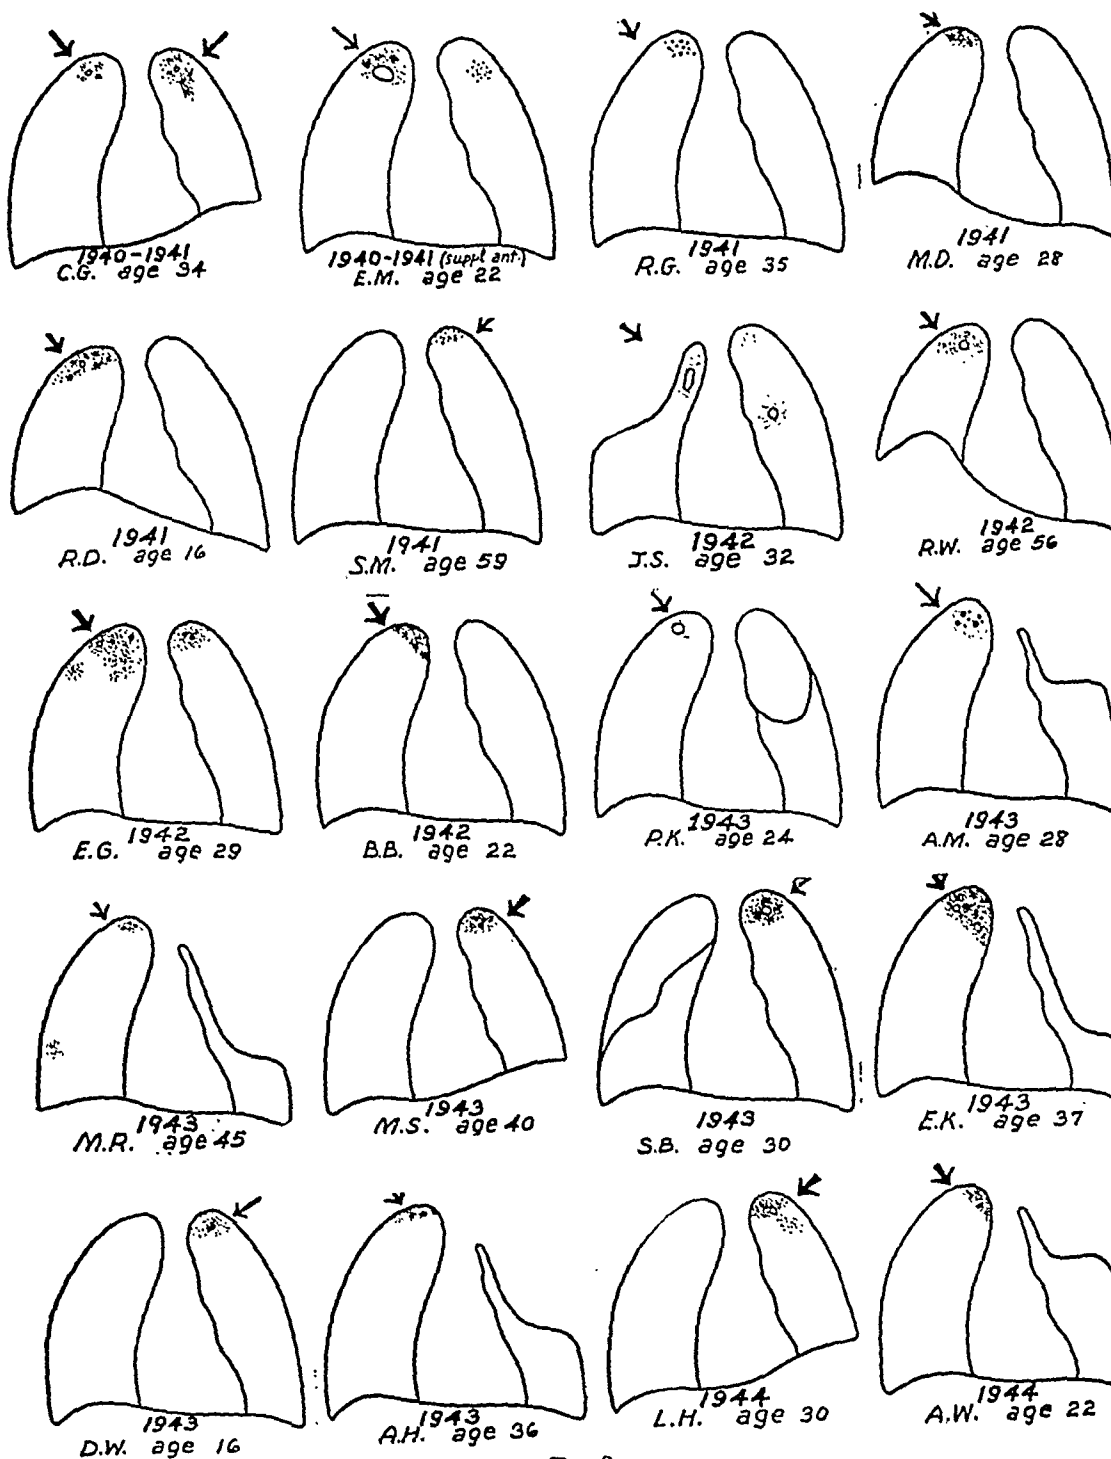 1940-1941
C.G. age 34
1940-1941 (suppl ant.)
E.M. age 22
1941
R.G. age 35
1941
M.D. age 28
1941
R.D. age 16
1941
S.M. age 59
1942
J.S. age 32
1942
R.W. age 56
1942
E.G. age 29
1942
B.B. age 22
1943
P.K. age 24
1943
A.M. age 28
1943
M.R. age 45
1943
M.S. age 40
1943
S.B. age 30
1943
E.K. age 37
1943
D.W. age 16
1943
A.H. age 36
1944
L.H. age 30
1944
A.W. age 22